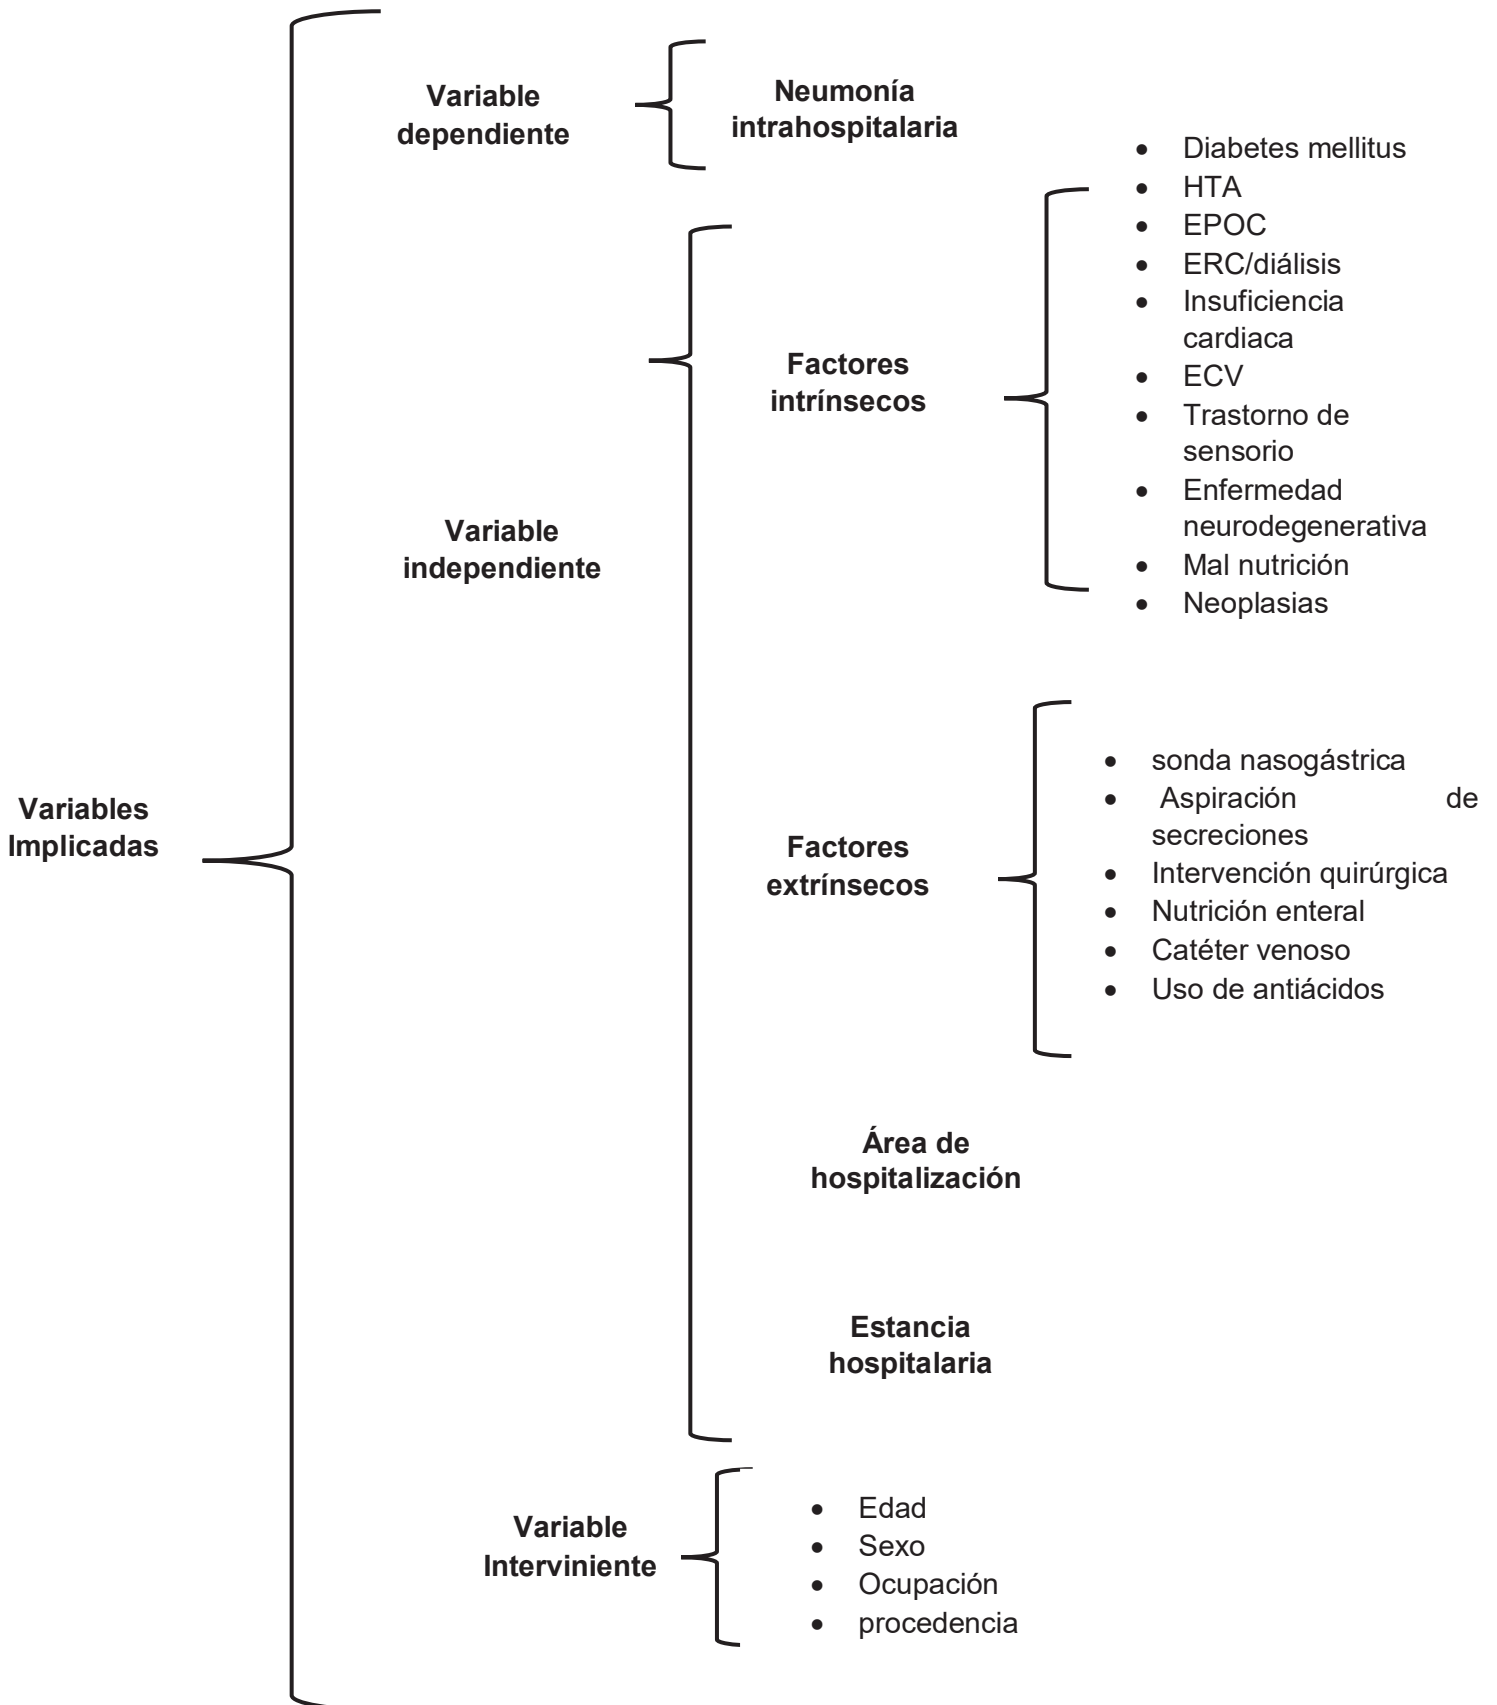 Variables
Implicadas
Variable
dependiente
Neumonía
intrahospitalaria
Variable
independiente
Factores
intrínsecos
• Diabetes mellitus
• HTA
• EPOC
• ERC/diálisis
• Insuficiencia
cardiaca
• ECV
• Trastorno de
sensorio
• Enfermedad
neurodegenerativa
• Mal nutrición
• Neoplasias
Factores
extrínsecos
• sonda nasogástrica
• Aspiración de
secreciones
• Intervención quirúrgica
• Nutrición enteral
• Catéter venoso
• Uso de antiácidos
Área de
hospitalización
Estancia
hospitalaria
Variable
Interviniente
• Edad
• Sexo
• Ocupación
• procedencia